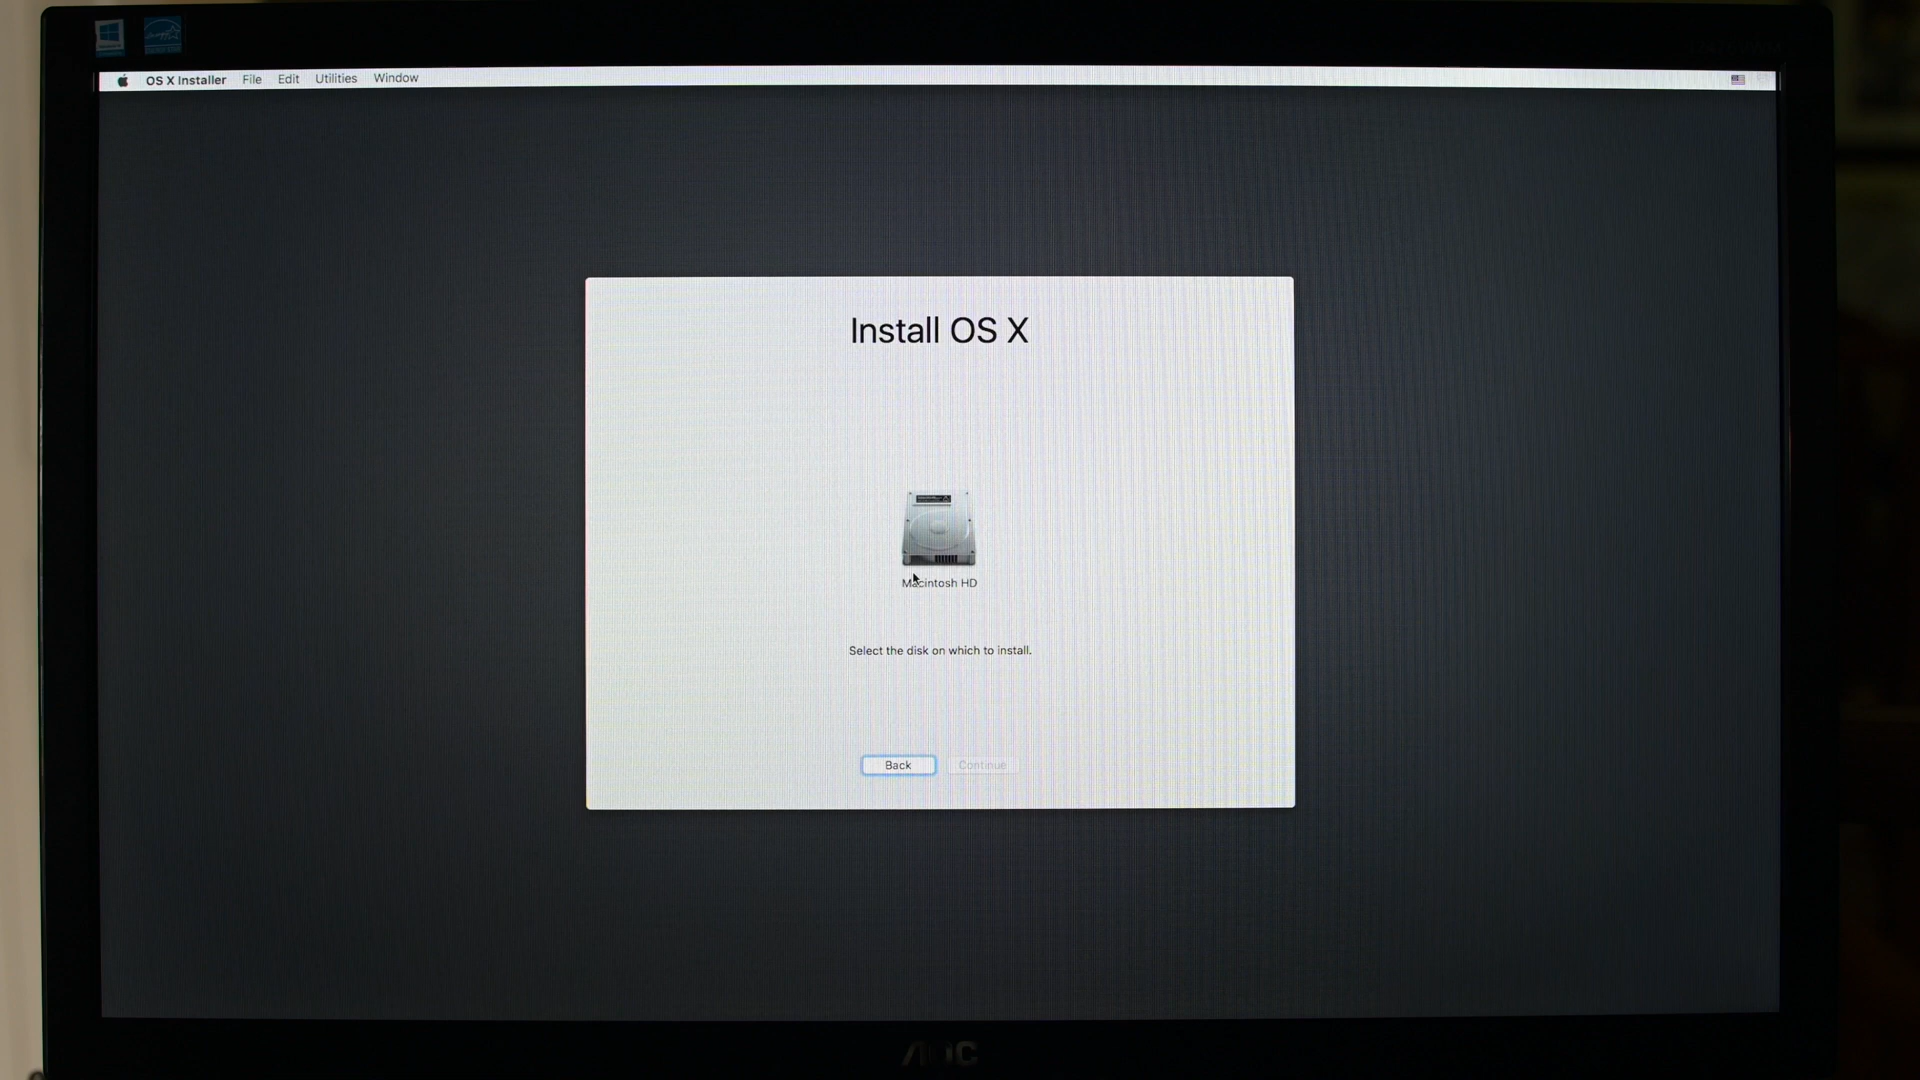 OS X Installer File Edit Utilities Window
Install OS X
Macintosh HD
Select the disk on which to install.
Back Continue
AOC